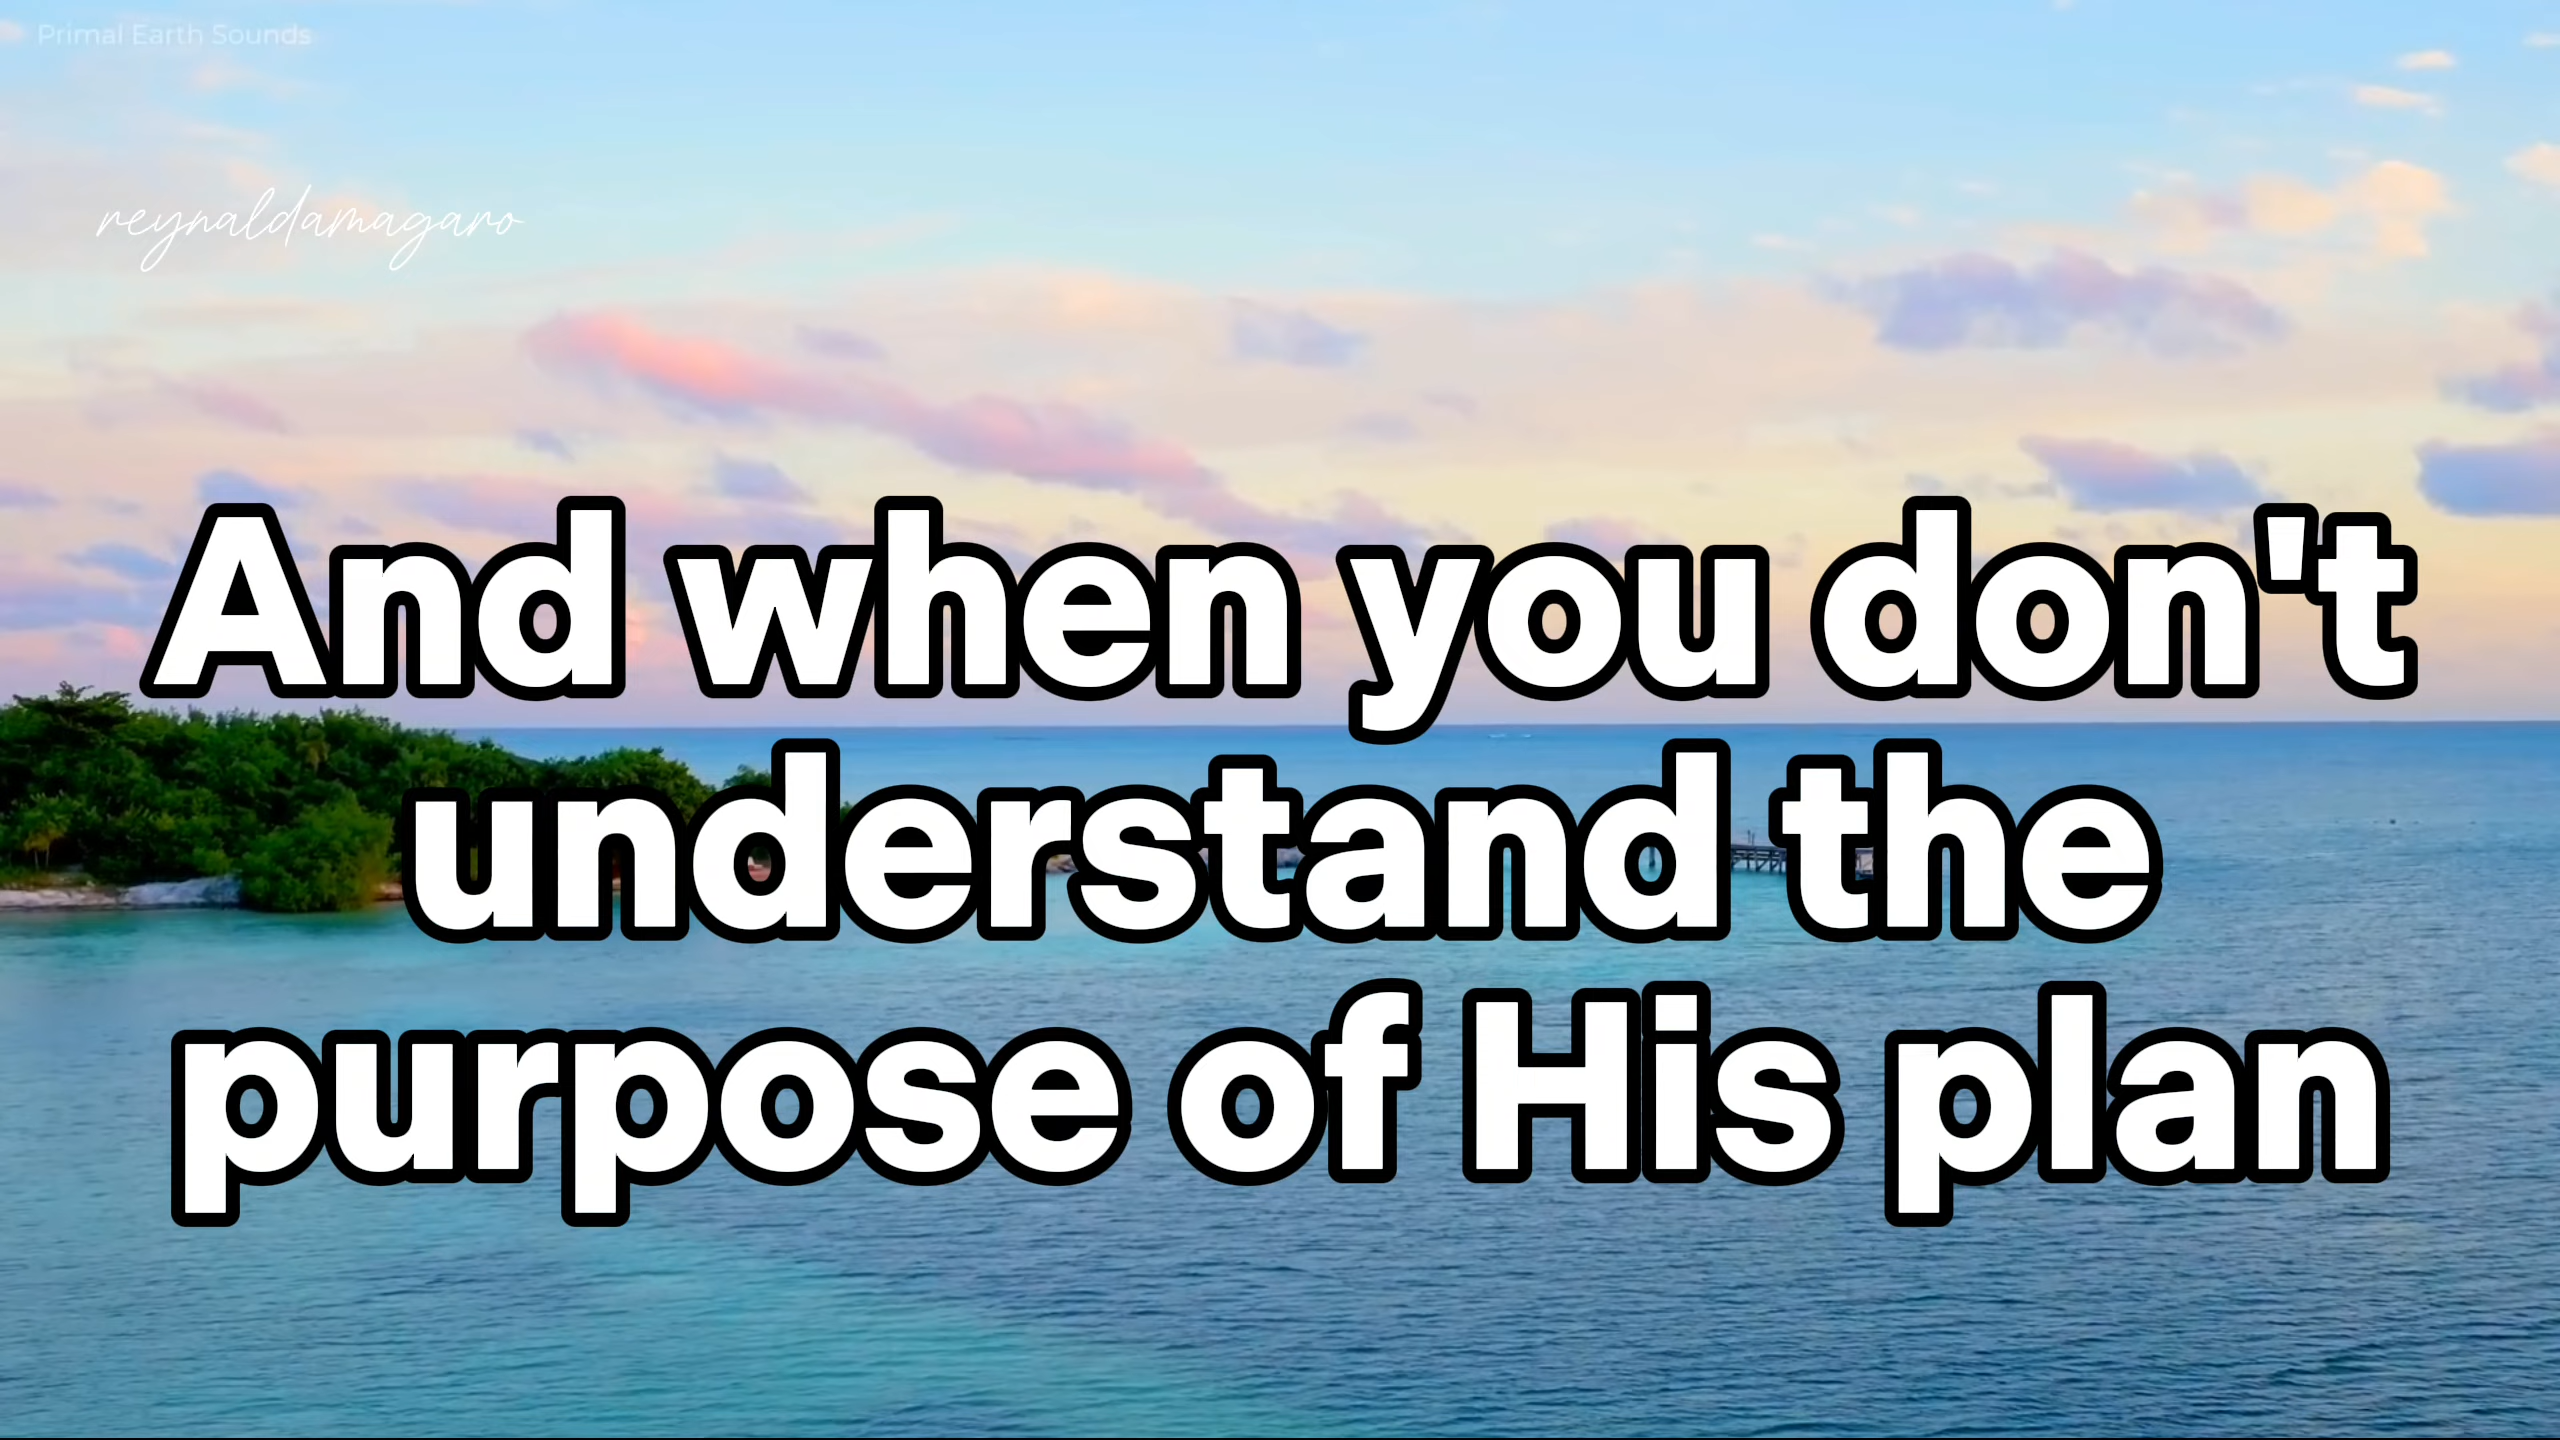 Primal Earth Sounds
reynaldamagaro
And when you don't
understand the
purpose of His plan